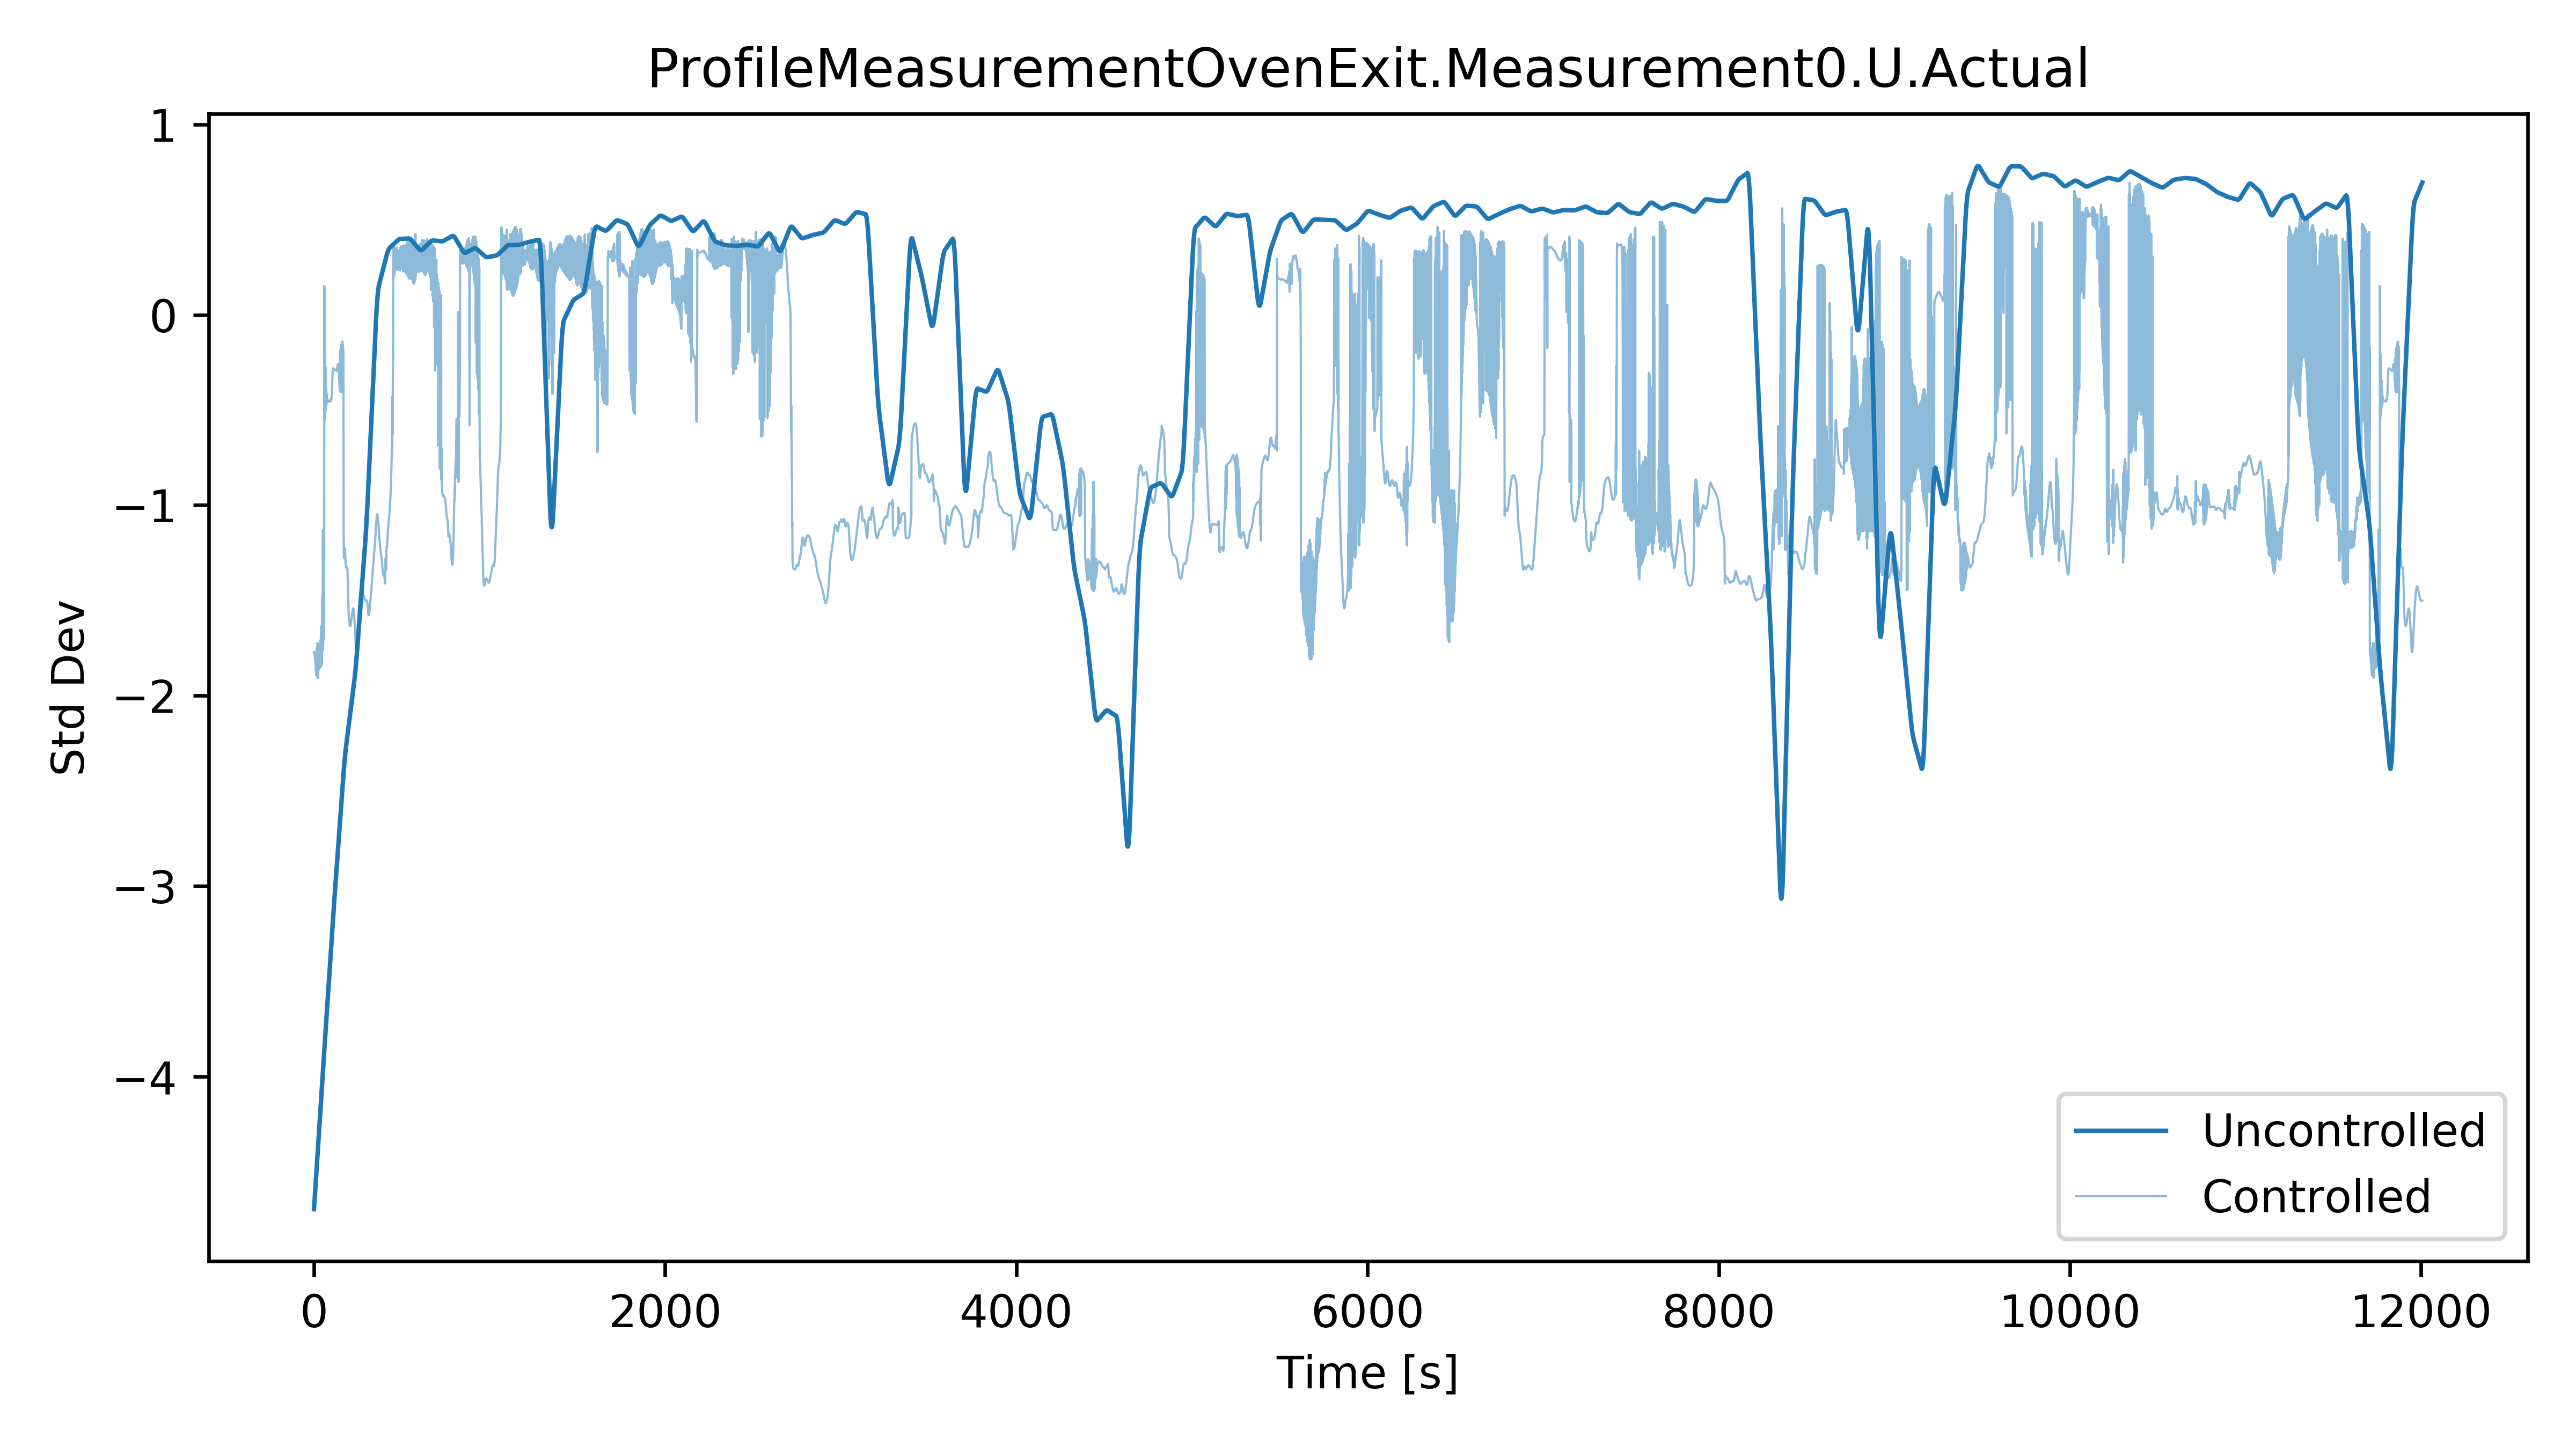 ProfileMeasurementOvenExit.Measurement0.U.Actual
1
0
−1
−2
−3
−4
Std Dev
Uncontrolled
Controlled
0 2000 4000 6000 8000 10000 12000
Time [s]